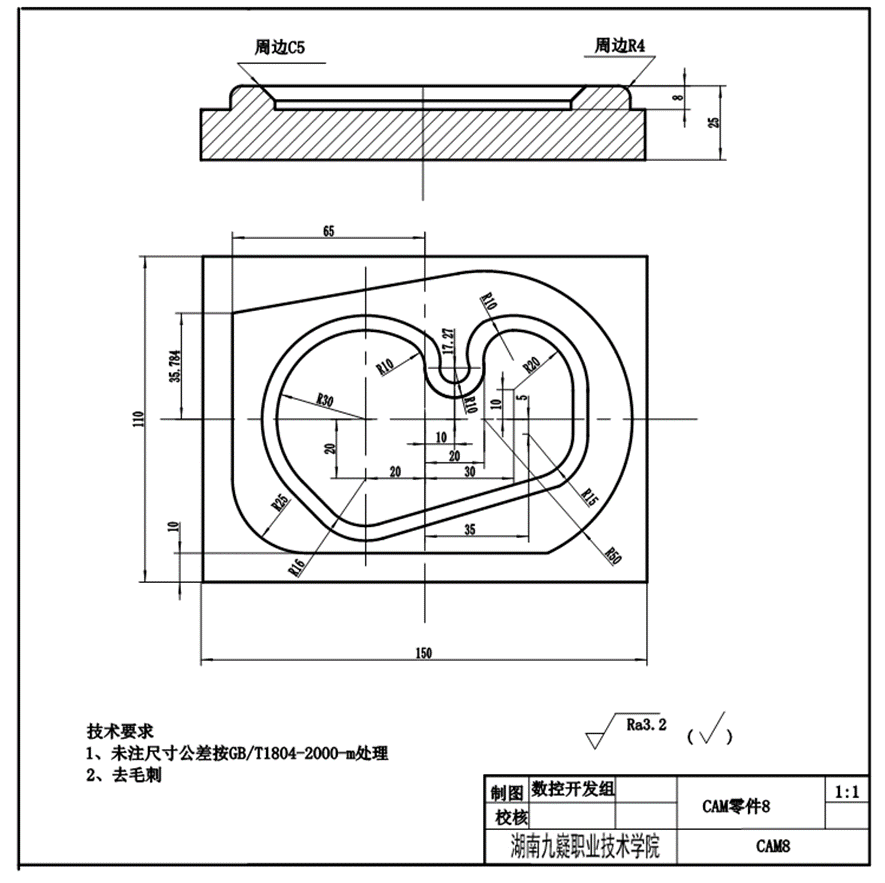 周边C5
周边R4
8
25
65
R10
17.27
R10
R20
35.784
R30
R10
10
5
110
10
20
20
20
30
R25
R15
35
10
R16
R50
150
技术要求
1、未注尺寸公差按GB/T1804-2000-m处理
2、去毛刺
Ra3.2
( )
制图 数控开发组
CAM零件8
1:1
校核
湖南九嶷职业技术学院
CAM8